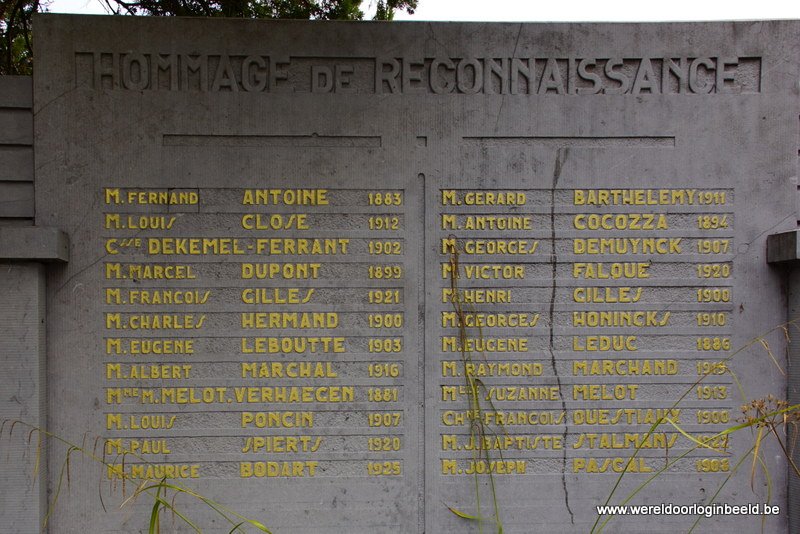 HOMMAGE DE RECONNAISSANCE
M. FERNAND ANTOINE 1883
M. LOUIS CLOSE 1912
Csse DEKEMEL-FERRANT 1902
M. MARCEL DUPONT 1899
M. FRANCOIS GILLES 1921
M. CHARLES HERMAND 1900
M. EUGENE LEBOUTTE 1903
M. ALBERT MARCHAL 1916
Mme M. MELOT. VERHAEGEN 1881
M. LOUIS PONCIN 1907
M. PAUL SPIERTS 1920
M. MAURICE BODART 1925
M. GERARD BARTHELEMY 1911
M. ANTOINE COCOZZA 1894
M. GEORGES DEMUYNCK 1907
M. VICTOR FALQUE 1920
M. HENRI GILLES 1900
M. GEORGES HONINCKS 1910
M. EUGENE LEDUC 1886
M. RAYMOND MARCHAND
SUZANNE MELOT 1913
FRANCOIS QUESTIAUX 1900
M. J. BAPTISTE STALMANS
M. JOSEPH PASCAL 1908
www.wereldoorloginbeeld.be